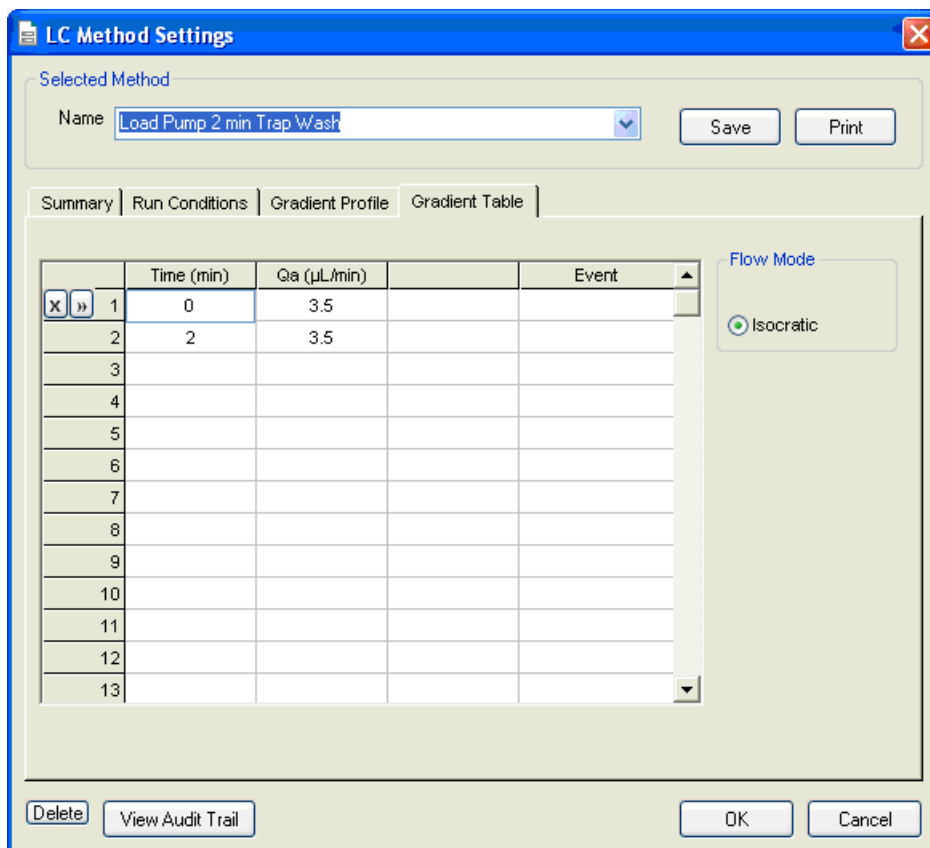 LC Method Settings
Selected Method
Name Load Pump 2 min Trap Wash Save Print
Summary Run Conditions Gradient Profile Gradient Table
Time (min) Qa (µL/min) Event
x » 1 0 3.5
2 2 3.5
3
4
5
6
7
8
9
10
11
12
13
Flow Mode
Isocratic
Delete View Audit Trail OK Cancel